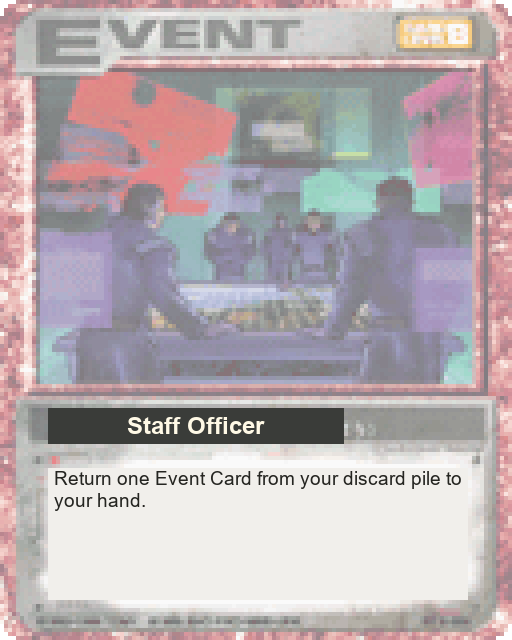 EVENT
B
Staff Officer
Return one Event Card from your discard pile to
your hand.